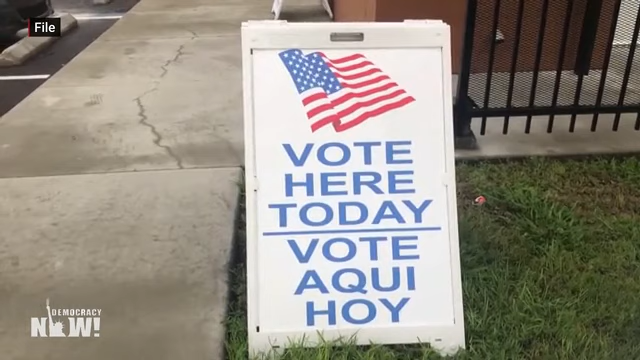 File
VOTE
HERE
TODAY
VOTE
AQUI
HOY
DEMOCRACY
NOW!